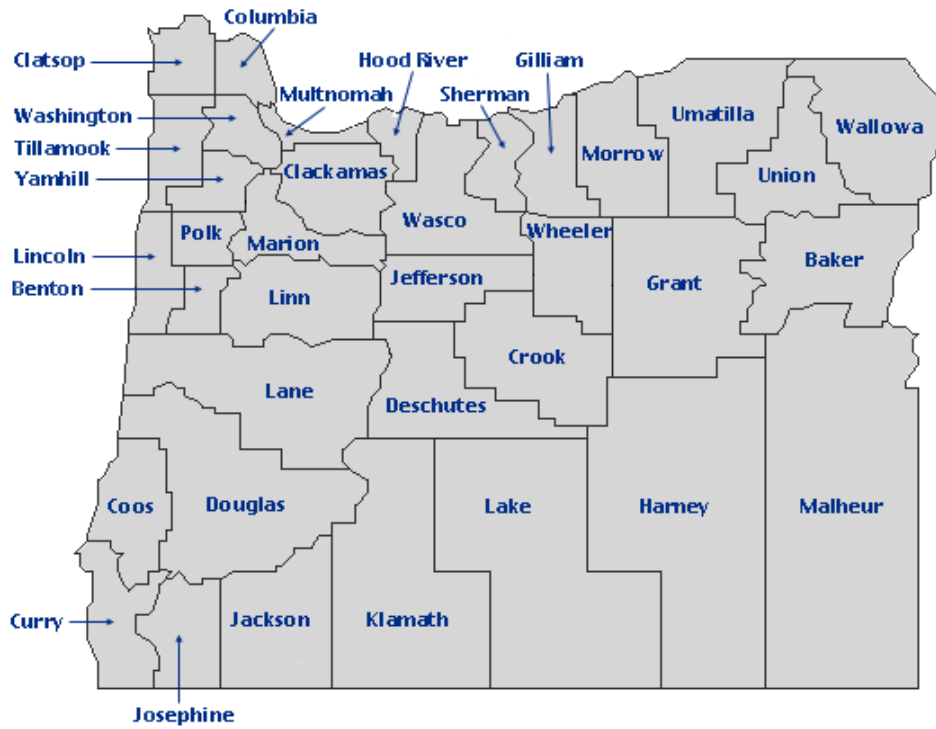 Columbia
Clatsop
Hood River
Gilliam
Multnomah
Sherman
Washington
Umatilla
Wallowa
Tillamook
Morrow
Yamhill
Clackamas
Union
Polk
Wasco
Wheeler
Marion
Lincoln
Baker
Benton
Jefferson
Grant
Linn
Crook
Lane
Deschutes
Coos
Douglas
Lake
Harney
Malheur
Curry
Jackson
Klamath
Josephine